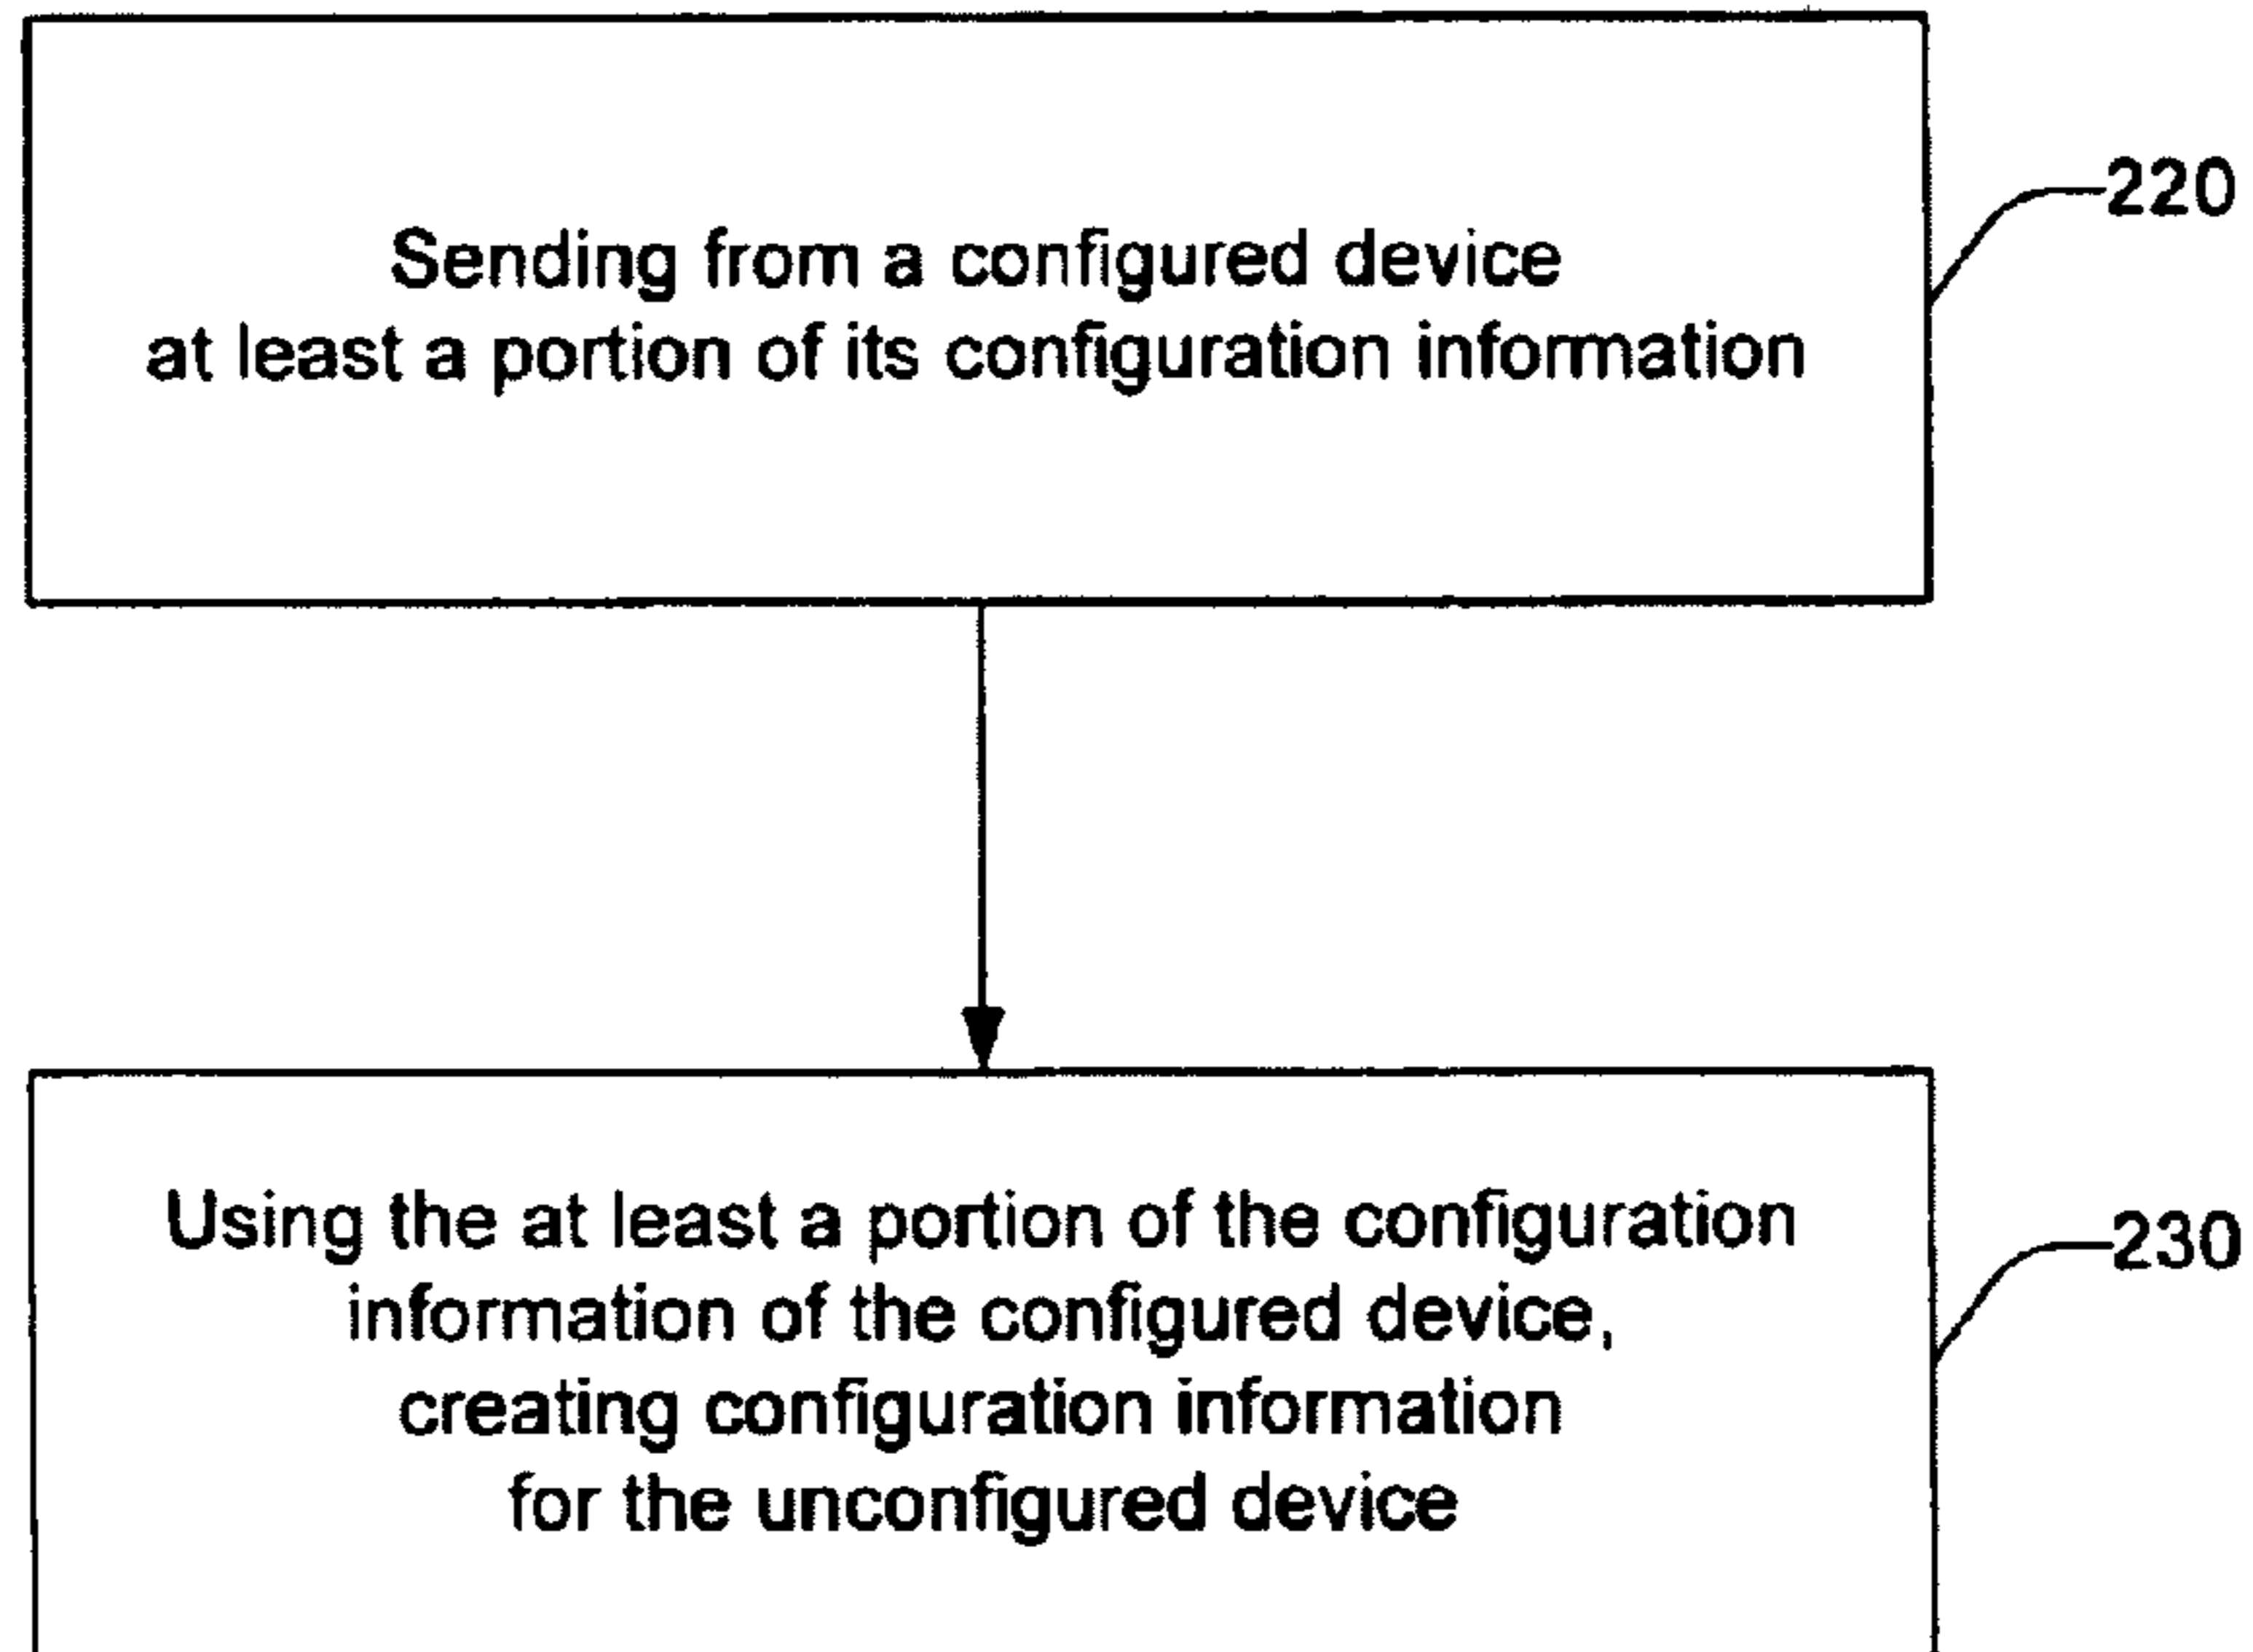 Sending from a configured device
at least a portion of its configuration information
220
Using the at least a portion of the configuration
information of the configured device,
creating configuration information
for the unconfigured device
230